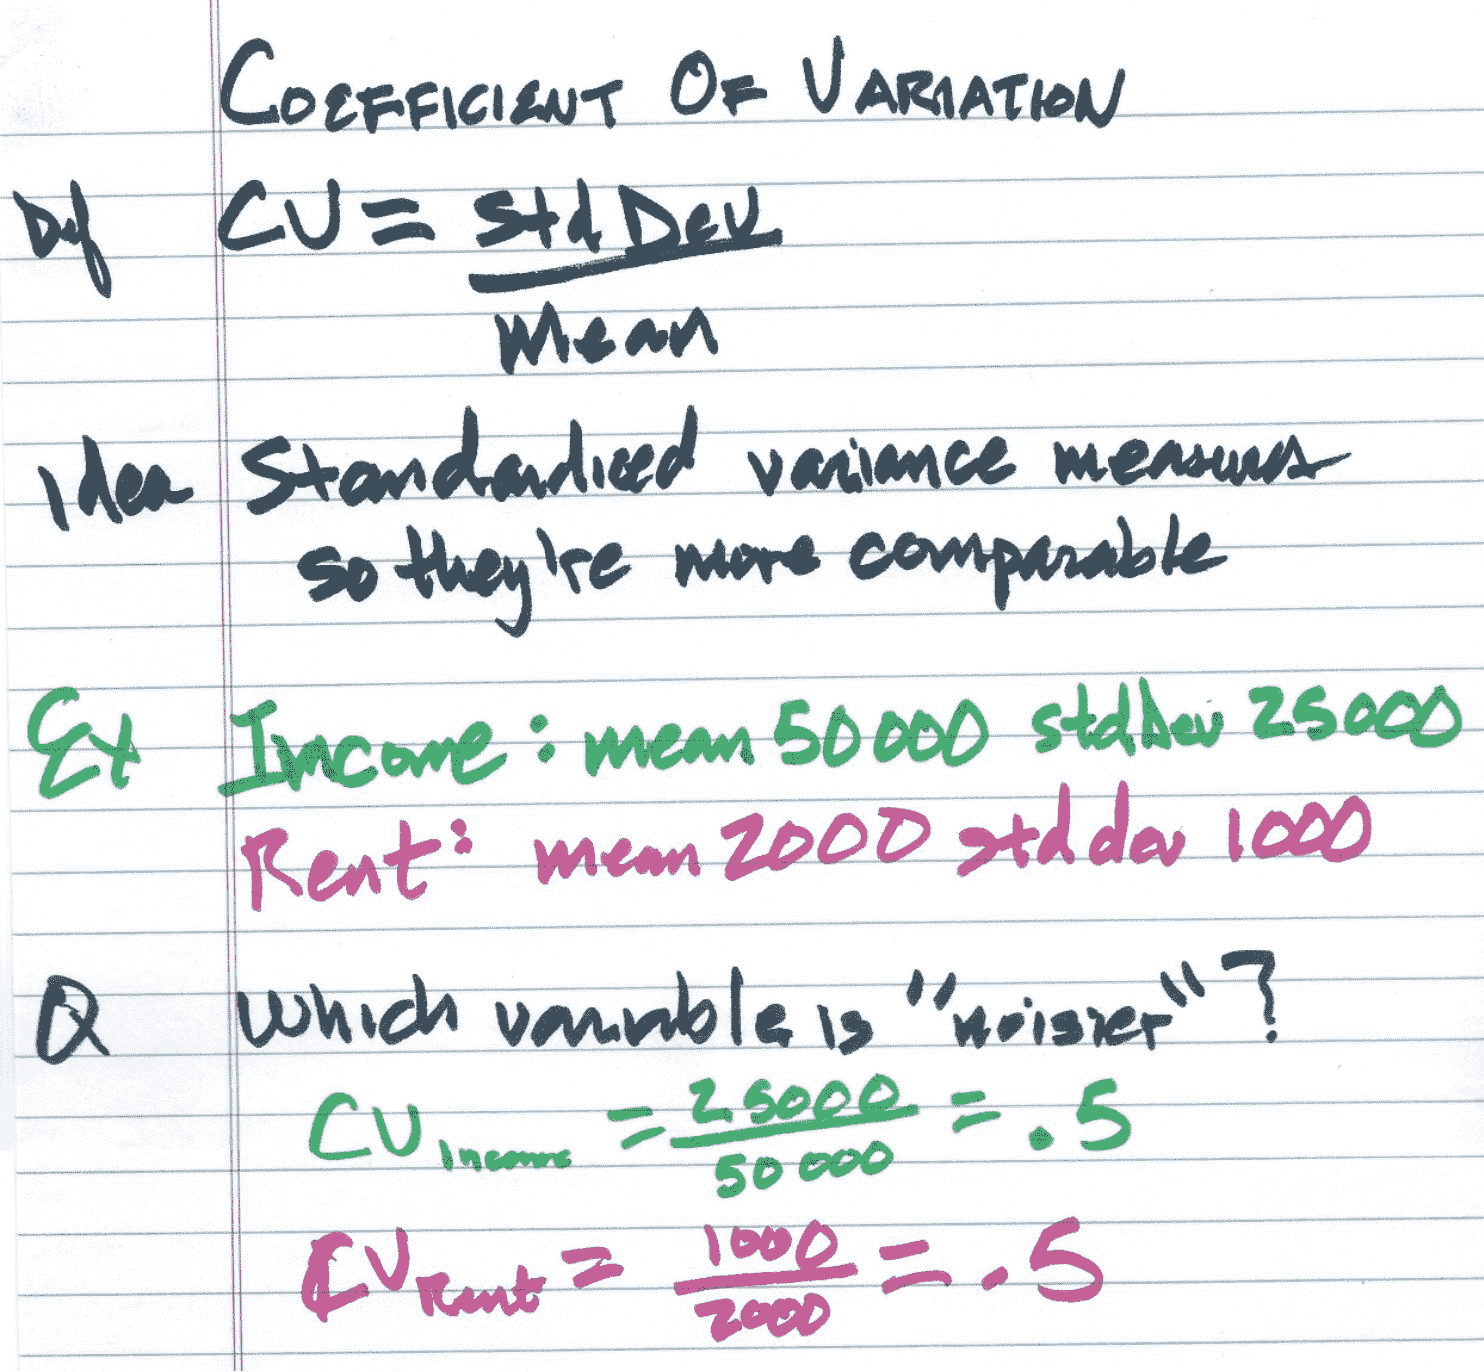 COEFFICIENT OF VARIATION
Def CV = Std Dev
Mean
Idea Standardized variance measures
so they're more comparable
Ex Income: mean 50000 std Dev 25000
Rent: mean 2000 std dev 1000
Q Which variable is "noisier"?
CV Income = 25000 / 50000 = .5
CV Rent = 1000 / 2000 = .5